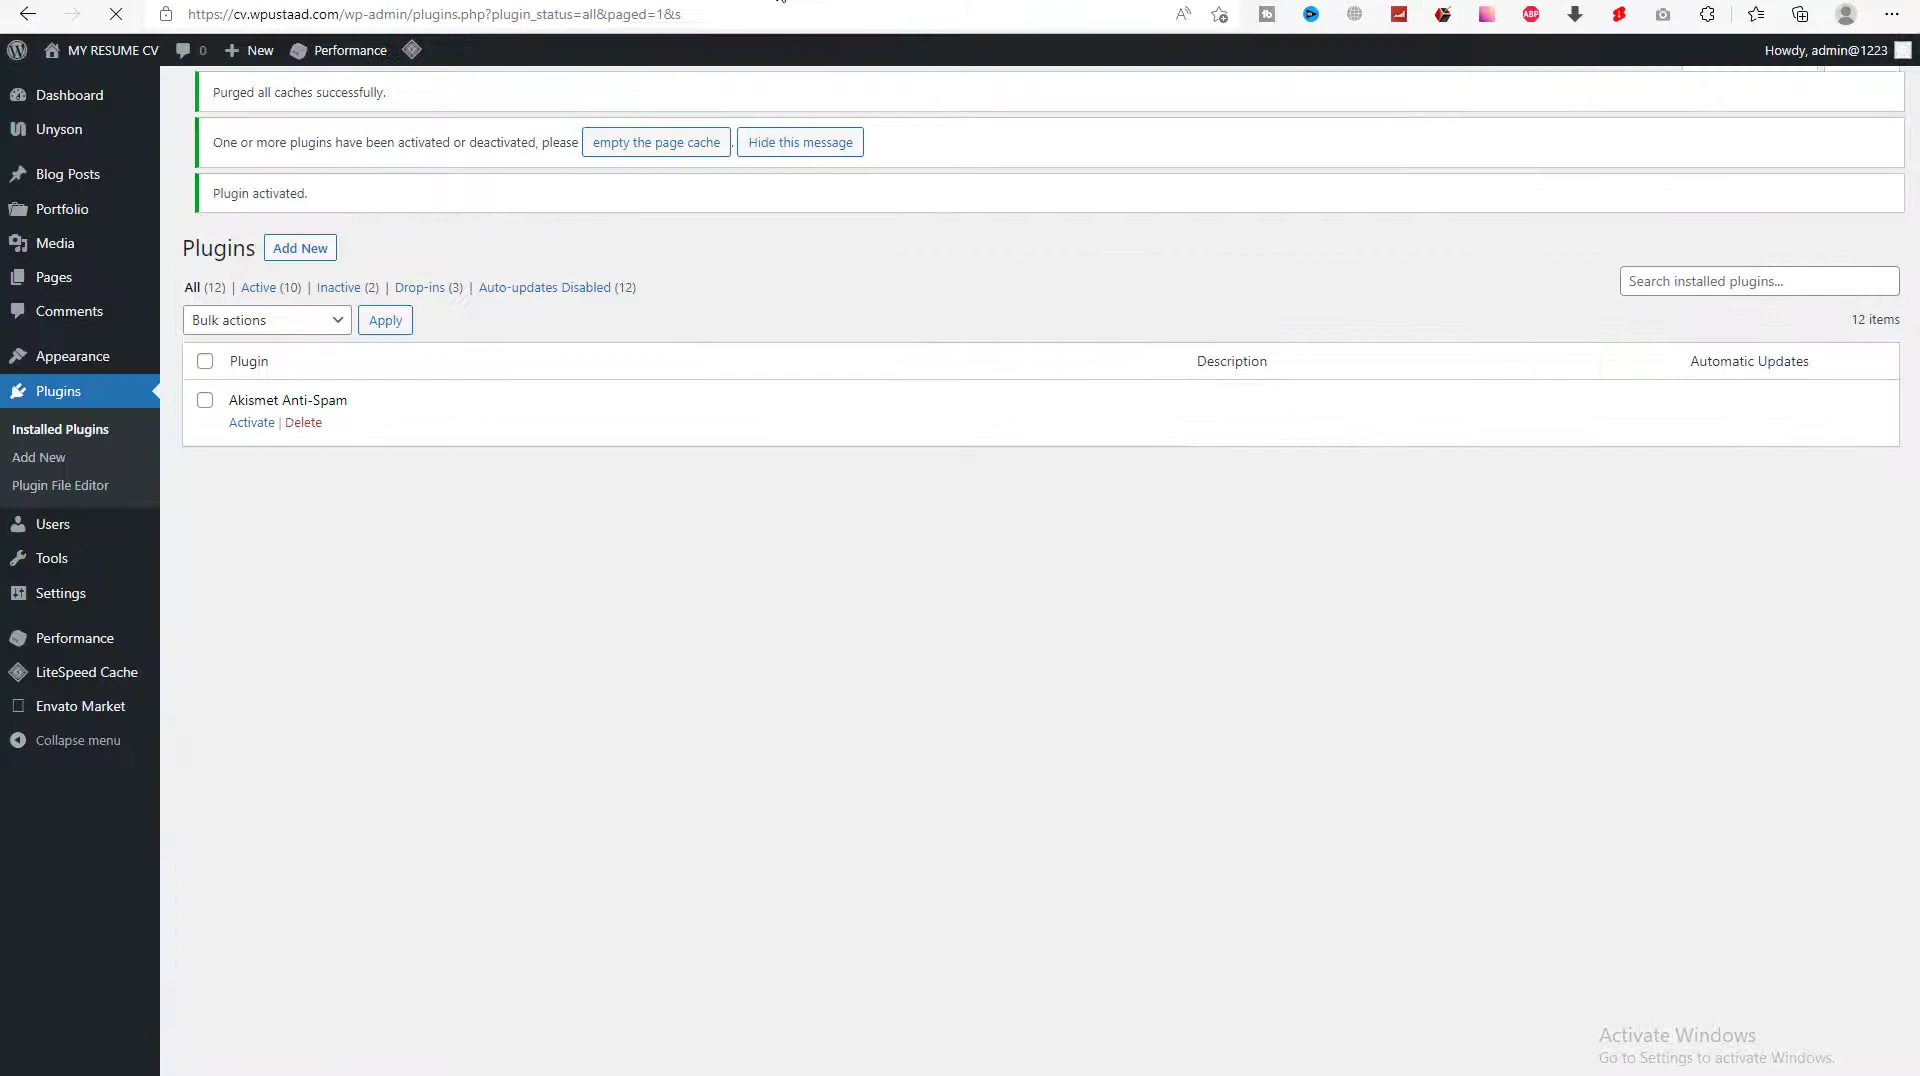 https://cv.wpustaad.com/wp-admin/plugins.php?plugin_status=all&paged=1&s
MY RESUME CV 0 New Performance
Howdy, admin@1223
Dashboard
Unyson
Blog Posts
Portfolio
Media
Pages
Comments
Appearance
Plugins
Installed Plugins
Add New
Plugin File Editor
Users
Tools
Settings
Performance
LiteSpeed Cache
Envato Market
Collapse menu
Purged all caches successfully.
One or more plugins have been activated or deactivated, please empty the page cache. Hide this message
Plugin activated.
Plugins Add New
All (12) | Active (10) | Inactive (2) | Drop-ins (3) | Auto-updates Disabled (12)
Search installed plugins...
Bulk actions Apply
12 items
Plugin Description Automatic Updates
Akismet Anti-Spam
Activate | Delete
Activate Windows
Go to Settings to activate Windows.
ABP